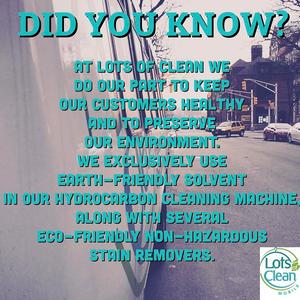 DID YOU KNOW?
AT LOTS OF CLEAN WE
DO OUR PART TO KEEP
OUR CUSTOMERS HEALTHY
AND TO PRESERVE
OUR ENVIRONMENT.
WE EXCLUSIVELY USE
EARTH-FRIENDLY SOLVENT
IN OUR HYDROCARBON CLEANING MACHINE,
ALONG WITH SEVERAL
ECO-FRIENDLY NON-HAZARDOUS
STAIN REMOVERS.
Lots
Clean